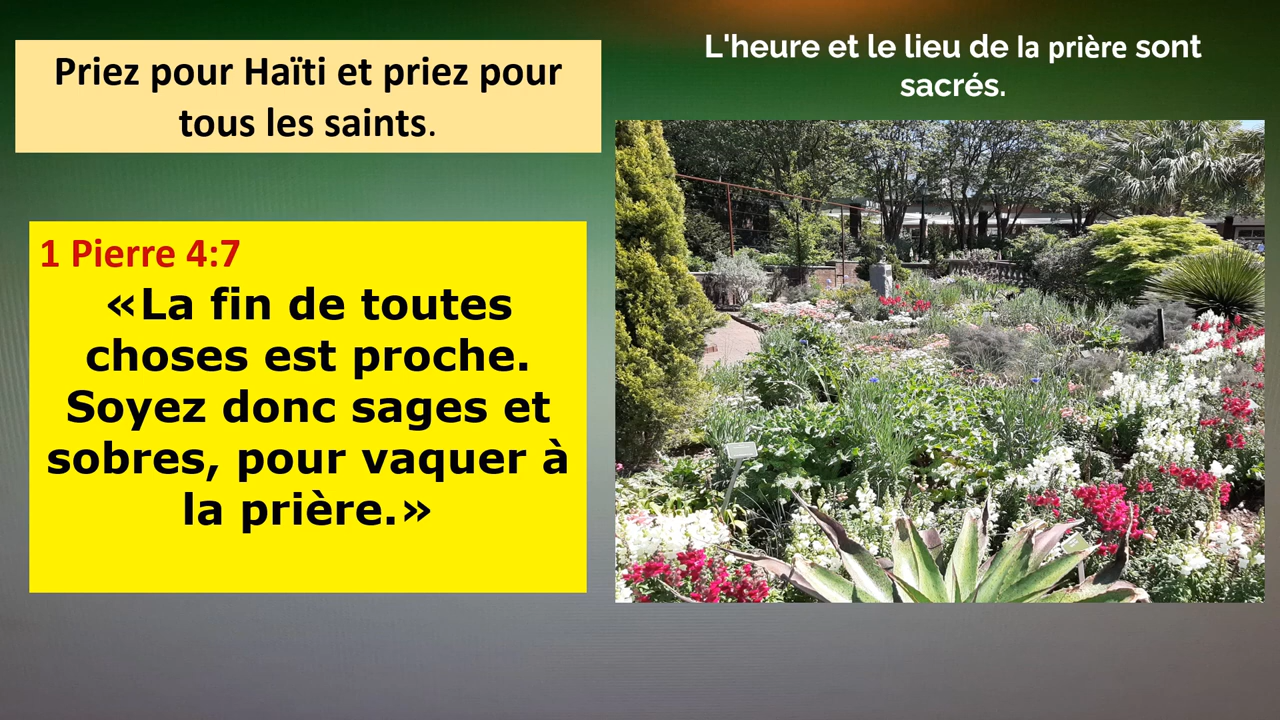 Priez pour Haïti et priez pour
tous les saints.
1 Pierre 4:7
«La fin de toutes
choses est proche.
Soyez donc sages et
sobres, pour vaquer à
la prière.»
L'heure et le lieu de la prière sont
sacrés.